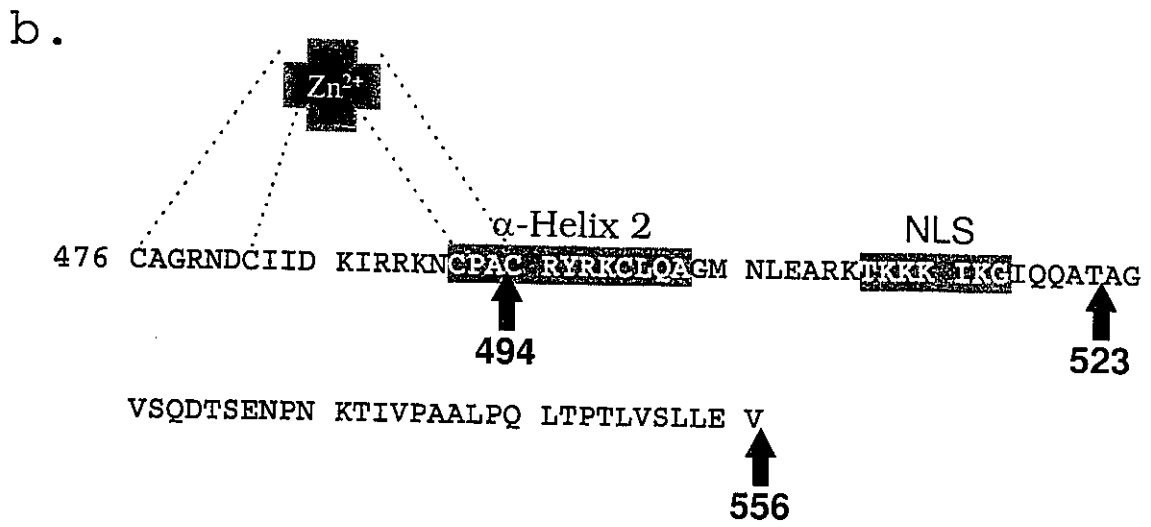 b.
Zn²⁺
α-Helix 2
NLS
476 CAGRNDCIID KIRRKNCPAC RYRKCLQAGM NLEARKTKKK IKGIQQATAG
494
523
VSQDTSENPN KTIVPAALPQ LTPTLVSLLE V
556